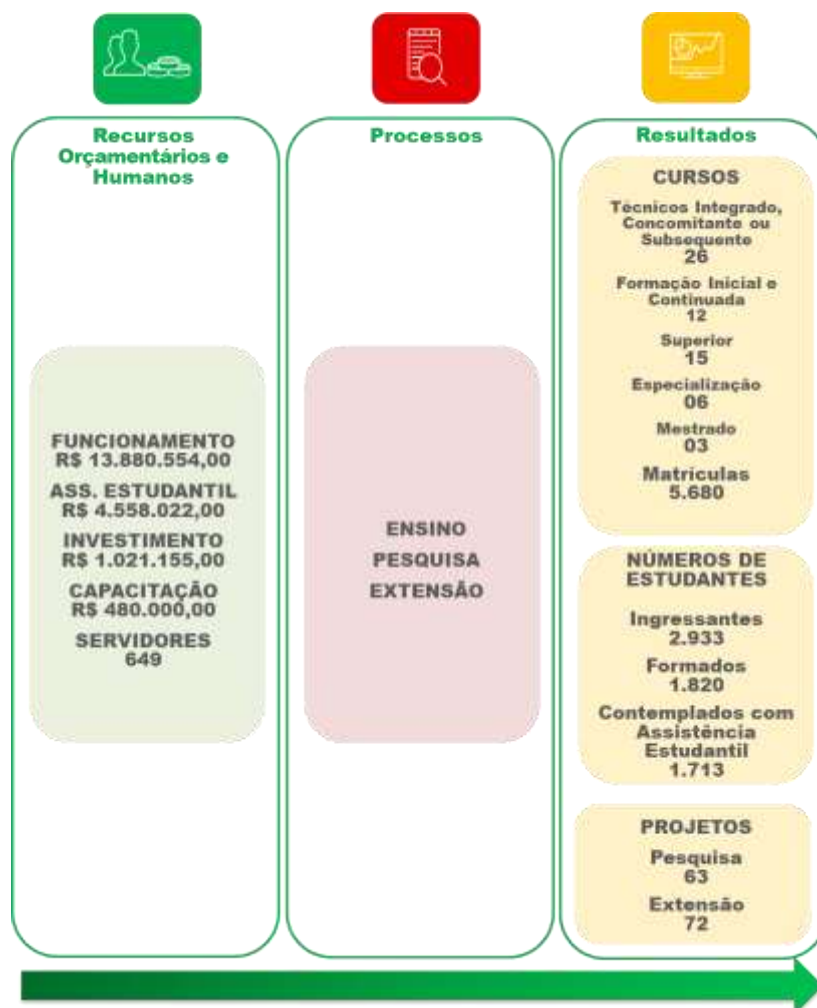 Recursos
Orçamentários e
Humanos
FUNCIONAMENTO
R$ 13.880.554,00
ASS. ESTUDANTIL
R$ 4.558.022,00
INVESTIMENTO
R$ 1.021.155,00
CAPACITAÇÃO
R$ 480.000,00
SERVIDORES
649
Processos
ENSINO
PESQUISA
EXTENSÃO
Resultados
CURSOS
Técnicos Integrado,
Concomitante ou
Subsequente
26
Formação Inicial e
Continuada
12
Superior
15
Especialização
06
Mestrado
03
Matrículas
5.680
NÚMEROS DE
ESTUDANTES
Ingressantes
2.933
Formados
1.820
Contemplados com
Assistência
Estudantil
1.713
PROJETOS
Pesquisa
63
Extensão
72